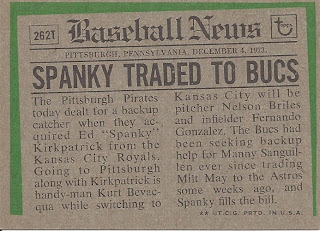 262T Baseball News Topps
PITTSBURGH, PENNSYLVANIA, DECEMBER 4, 1973.
SPANKY TRADED TO BUCS
The Pittsburgh Pirates
today dealt for a backup
catcher when they ac-
quired Ed "Spanky"
Kirkpatrick from the
Kansas City Royals.
Going to Pittsburgh
along with Kirkpatrick is
handy-man Kurt Bevac-
qua while switching to
Kansas City will be
pitcher Nelson Briles
and infielder Fernando
Gonzalez. The Bucs had
been seeking backup
help for Manny Sanguil-
len ever since trading
Milt May to the Astros
some weeks ago, and
Spanky fills the bill.
** ©T.C.G. PRTD. IN U.S.A.